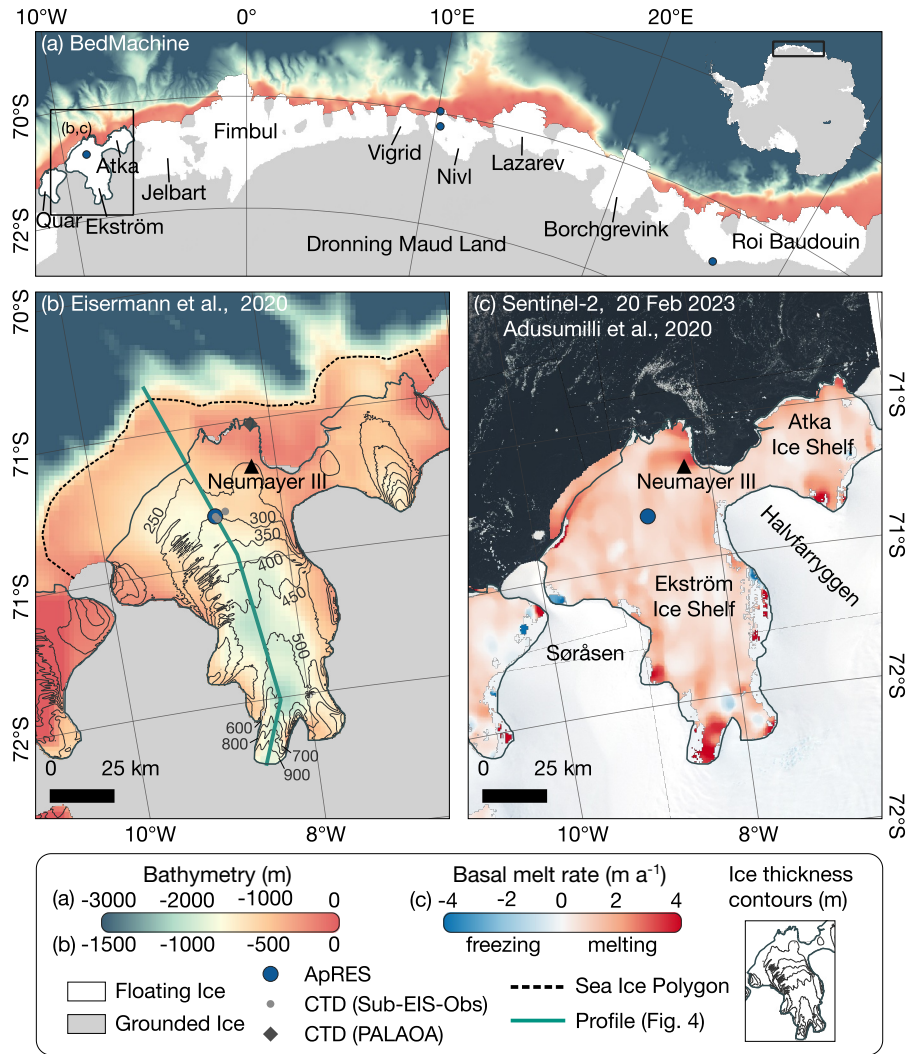 10°W 0° 10°E 20°E
(a) BedMachine
70°S
72°S
(b,c)
Atka
Quar
Ekström
Jelbart
Fimbul
Vigrid
Nivl
Lazarev
Borchgrevink
Roi Baudouin
Dronning Maud Land
(b) Eisermann et al., 2020
70°S
71°S
71°S
72°S
Neumayer III
250
300
350
400
450
500
600
800
700
900
0 25 km
10°W 8°W
(c) Sentinel-2, 20 Feb 2023
Adusumilli et al., 2020
71°S
71°S
72°S
72°S
Atka
Ice Shelf
Neumayer III
Halvfarryggen
Ekström
Ice Shelf
Søråsen
0 25 km
10°W 8°W
Bathymetry (m)
(a) -3000 -2000 -1000 0
(b) -1500 -1000 -500 0
Basal melt rate (m a⁻¹)
(c) -4 -2 0 2 4
freezing melting
Ice thickness
contours (m)
Floating Ice
Grounded Ice
ApRES
CTD (Sub-EIS-Obs)
CTD (PALAOA)
Sea Ice Polygon
Profile (Fig. 4)